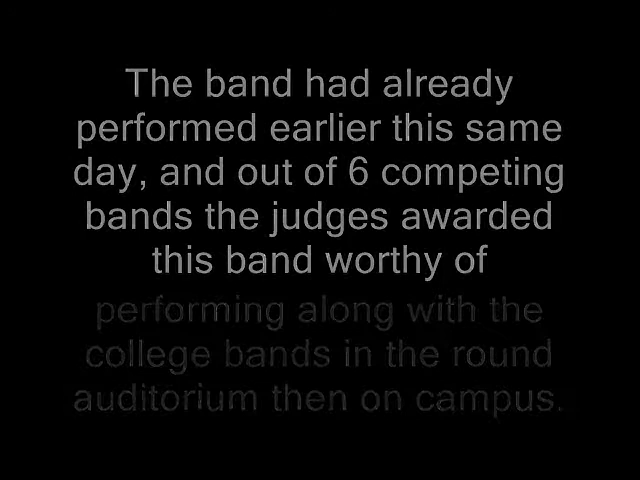 The band had already
performed earlier this same
day, and out of 6 competing
bands the judges awarded
this band worthy of
performing along with the
college bands in the round
auditorium then on campus.